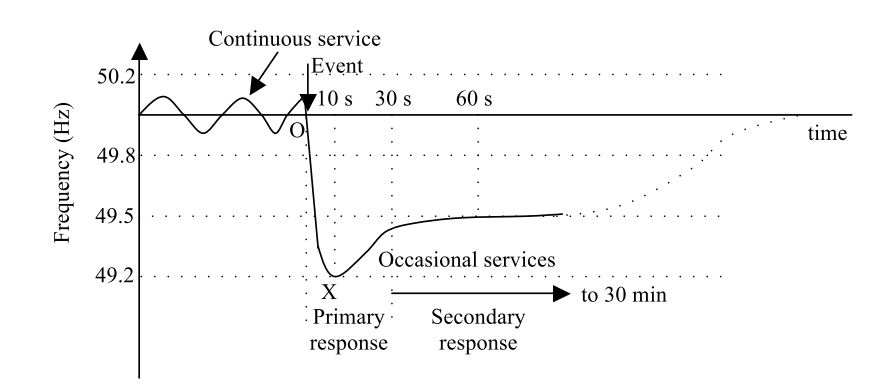 Continuous service
Event
50.2
10 s 30 s 60 s
O
time
49.8
Frequency (Hz)
49.5
Occasional services
49.2
X
to 30 min
Primary
response
Secondary
response